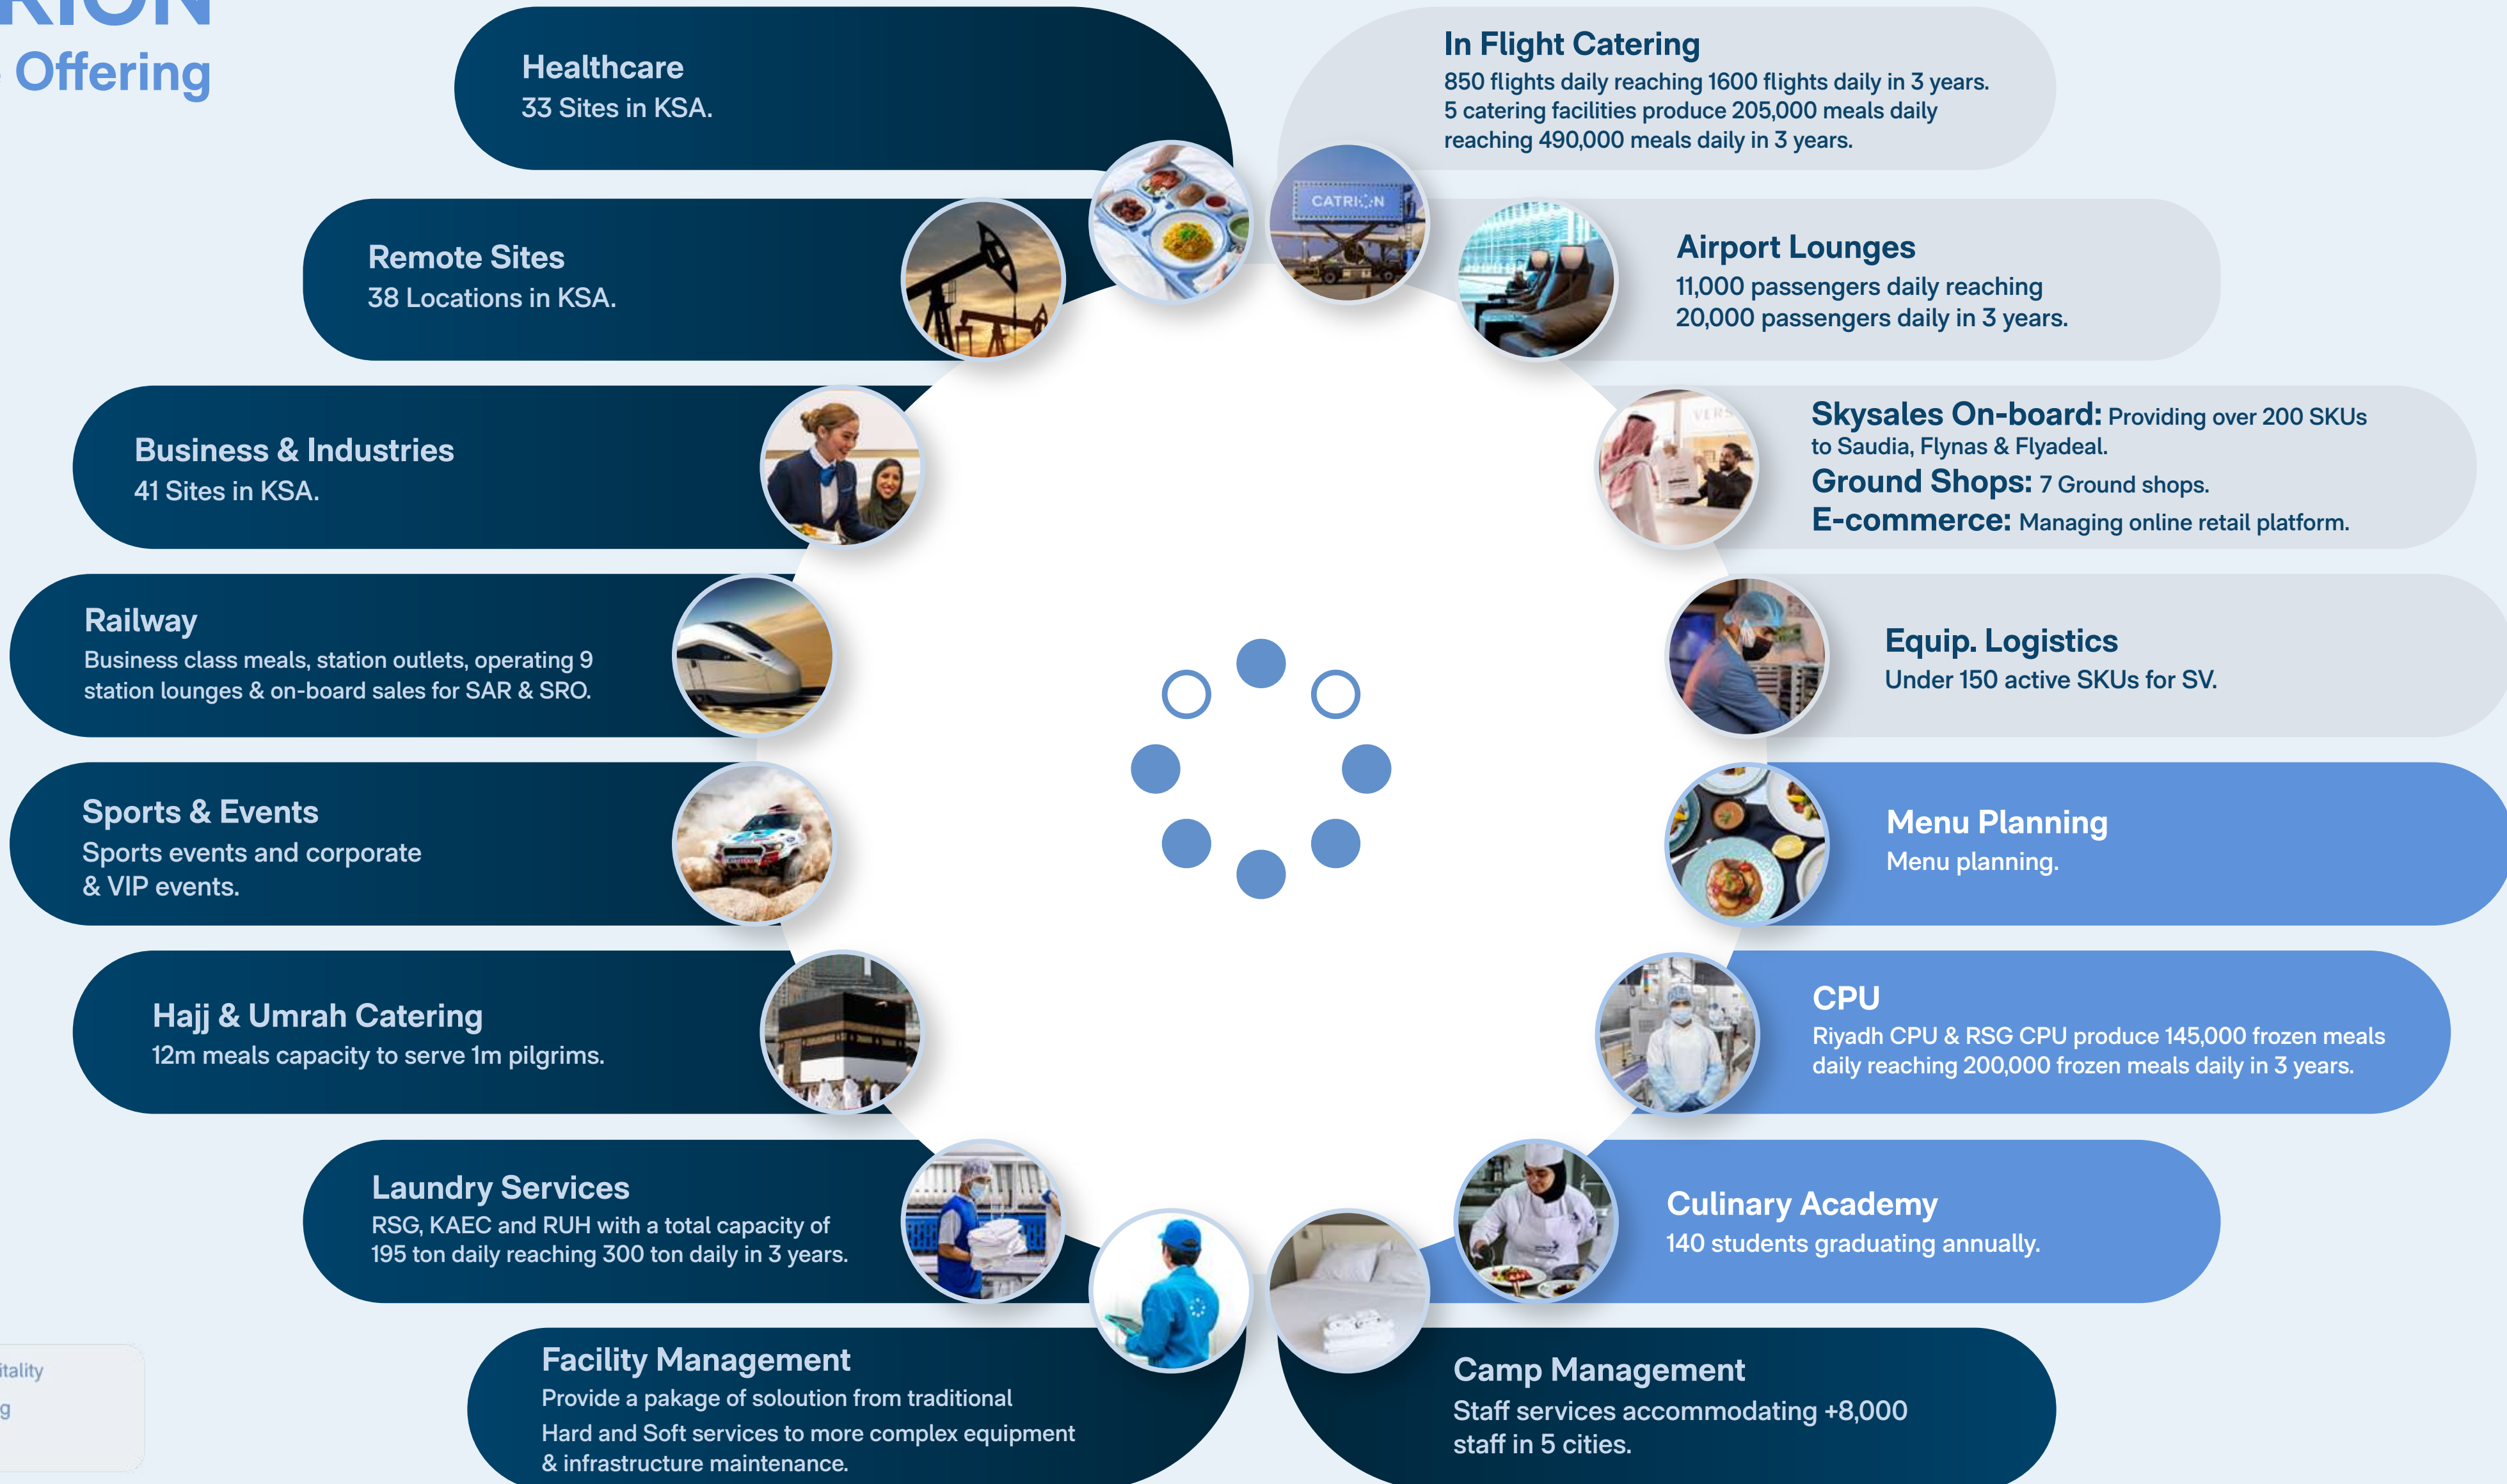 RION
Offering
Healthcare
33 Sites in KSA.
Remote Sites
38 Locations in KSA.
Business & Industries
41 Sites in KSA.
Railway
Business class meals, station outlets, operating 9
station lounges & on-board sales for SAR & SRO.
Sports & Events
Sports events and corporate
& VIP events.
Hajj & Umrah Catering
12m meals capacity to serve 1m pilgrims.
Laundry Services
RSG, KAEC and RUH with a total capacity of
195 ton daily reaching 300 ton daily in 3 years.
Facility Management
Provide a pakage of soloution from traditional
Hard and Soft services to more complex equipment
& infrastructure maintenance.
In Flight Catering
850 flights daily reaching 1600 flights daily in 3 years.
5 catering facilities produce 205,000 meals daily
reaching 490,000 meals daily in 3 years.
CATRION
Airport Lounges
11,000 passengers daily reaching
20,000 passengers daily in 3 years.
Skysales On-board: Providing over 200 SKUs
to Saudia, Flynas & Flyadeal.
Ground Shops: 7 Ground shops.
E-commerce: Managing online retail platform.
VERS
Equip. Logistics
Under 150 active SKUs for SV.
Menu Planning
Menu planning.
CPU
Riyadh CPU & RSG CPU produce 145,000 frozen meals
daily reaching 200,000 frozen meals daily in 3 years.
Culinary Academy
140 students graduating annually.
Camp Management
Staff services accommodating +8,000
staff in 5 cities.
itality
g